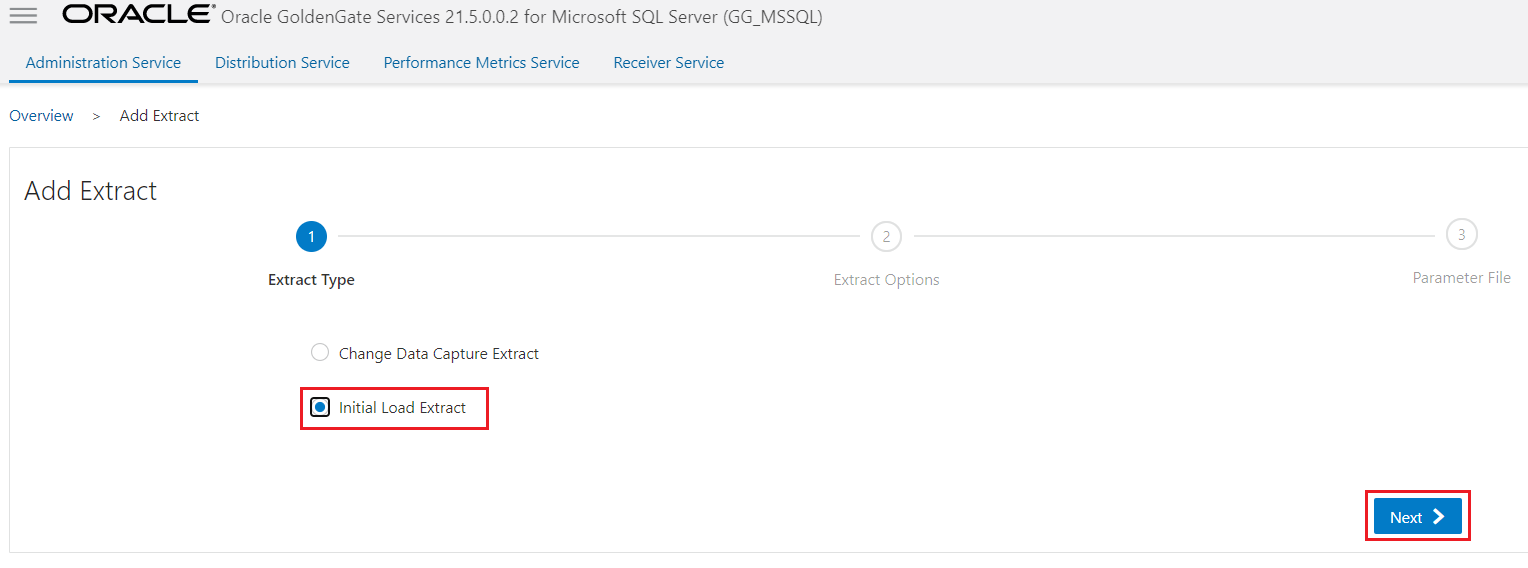 ORACLE® Oracle GoldenGate Services 21.5.0.0.2 for Microsoft SQL Server (GG_MSSQL)
Administration Service Distribution Service Performance Metrics Service Receiver Service
Overview > Add Extract
Add Extract
1 2 3
Extract Type Extract Options Parameter File
Change Data Capture Extract
Initial Load Extract
Next